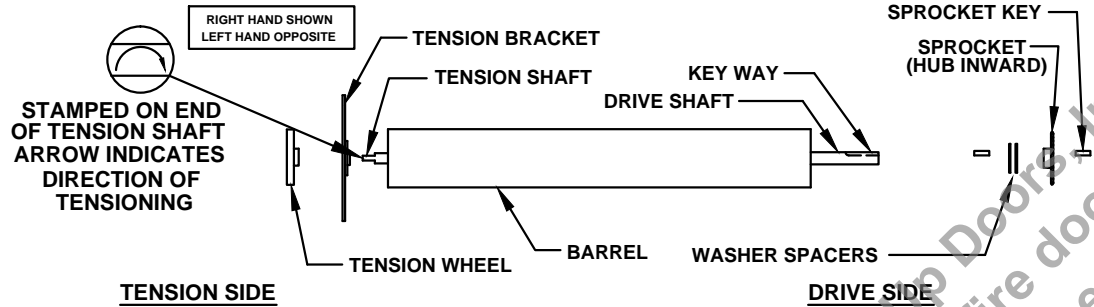 RIGHT HAND SHOWN
LEFT HAND OPPOSITE
STAMPED ON END
OF TENSION SHAFT
ARROW INDICATES
DIRECTION OF
TENSIONING
TENSION BRACKET
TENSION SHAFT
KEY WAY
DRIVE SHAFT
SPROCKET KEY
SPROCKET
(HUB INWARD)
TENSION WHEEL
BARREL
WASHER SPACERS
TENSION SIDE
DRIVE SIDE
Doors,
fire